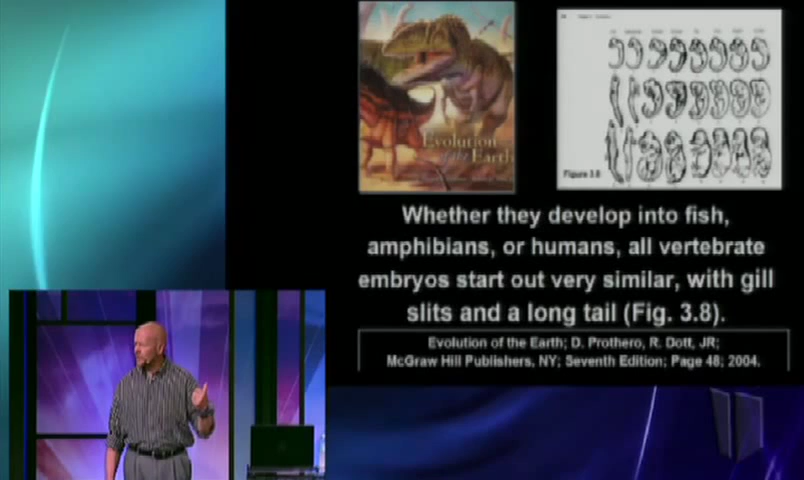 Evolution
of the Earth
Figure 3.8
Whether they develop into fish,
amphibians, or humans, all vertebrate
embryos start out very similar, with gill
slits and a long tail (Fig. 3.8).
Evolution of the Earth; D. Prothero, R. Dott, JR;
McGraw Hill Publishers, NY; Seventh Edition; Page 48; 2004.